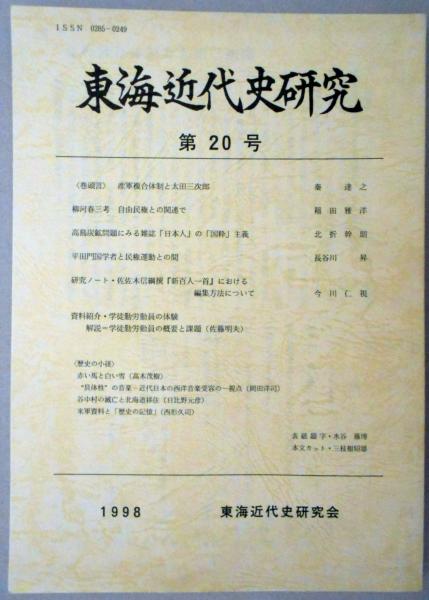 ISSN 0285-0249
東海近代史研究
第20号
〈巻頭言〉 産軍複合体制と太田三次郎 秦達之
柳河春三考 自由民権との関連で 稲田雅洋
高島炭鉱問題にみる雑誌「日本人」の「国粋」主義 北折幹朗
平田門国学者と民権運動との間 長谷川昇
研究ノート・佐佐木信綱撰『新百人一首』における
編集方法について 今川仁視
資料紹介・学徒勤労動員の体験
解説=学徒勤労動員の概要と課題(佐藤明夫)
〈歴史の小径〉
赤い馬と白い雪(高木茂樹)
"具体性"の音楽-近代日本の西洋音楽受容の一視点(岡田洋司)
谷中村の滅亡と北海道移住(日比野元彦)
米軍資料と「歴史の記憶」(西形久司)
表紙題字・水谷
本文カット・三枝樹昭雄
1998 東海近代史研究会